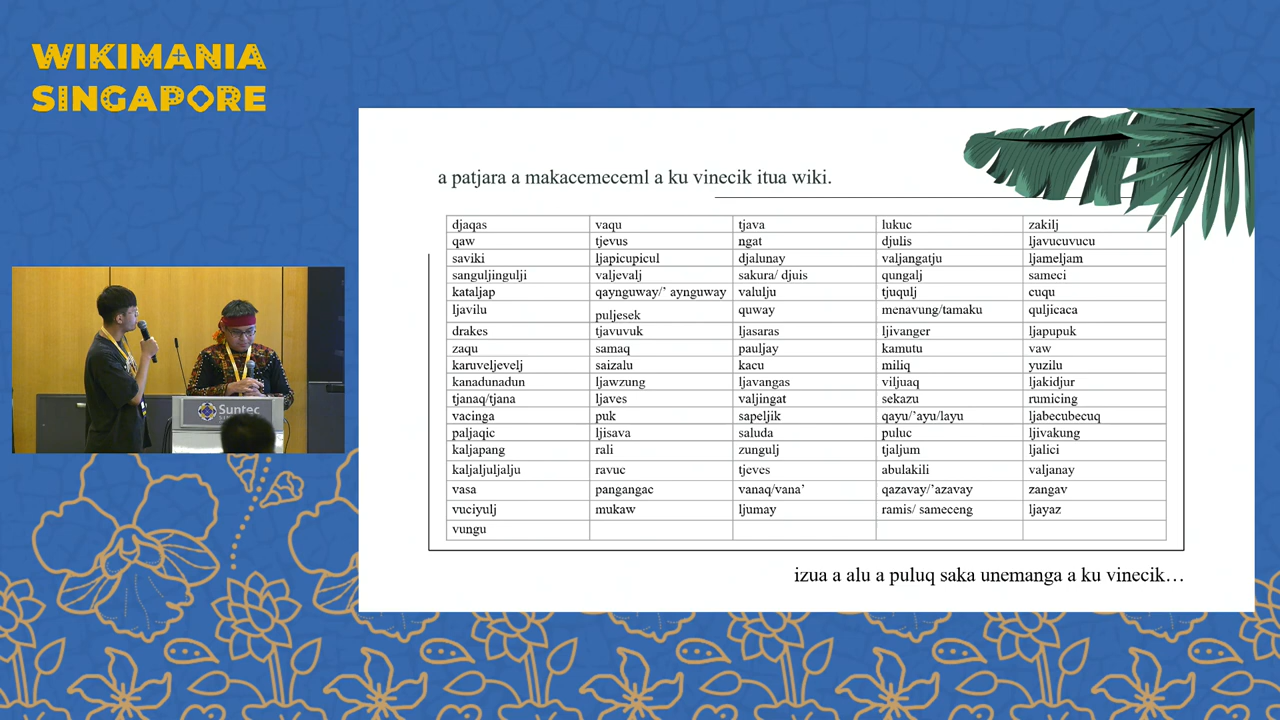 WIKIMANIA
SINGAPORE
a patjara a makacemeceml a ku vinecik itua wiki.
djaqas vaqu tjava lukuc zakilj
qaw tjevus ngat djulis ljavucuvucu
saviki ljapicupicul djalunay valjangatju ljameljam
sanguljingulji valjevalj sakura/ djuis qungalj sameci
kataljap qaynguway/’ aynguway valulju tjuqulj cuqu
ljavilu puljesek quway menavung/tamaku quljicaca
drakes tjavuvuk ljasaras ljivanger ljapupuk
zaqu samaq pauljay kamutu vaw
karuveljevelj saizalu kacu miliq yuzilu
kanadunadun ljawzung ljavangas viljuaq ljakidjur
tjanaq/tjana ljaves valjingat sekazu rumicing
vacinga puk sapeljik qayu/’ayu/layu ljabecubecuq
paljaqic ljisava saluda puluc ljivakung
kaljapang rali zungulj tjaljum ljalici
kaljaljuljalju ravuc tjeves abulakili valjanay
vasa pangangac vanaq/vana’ qazavay/’azavay zangav
vuciyulj mukaw ljumay ramis/ sameceng ljayaz
vungu
izua a alu a puluq saka unemanga a ku vinecik…
Suntec